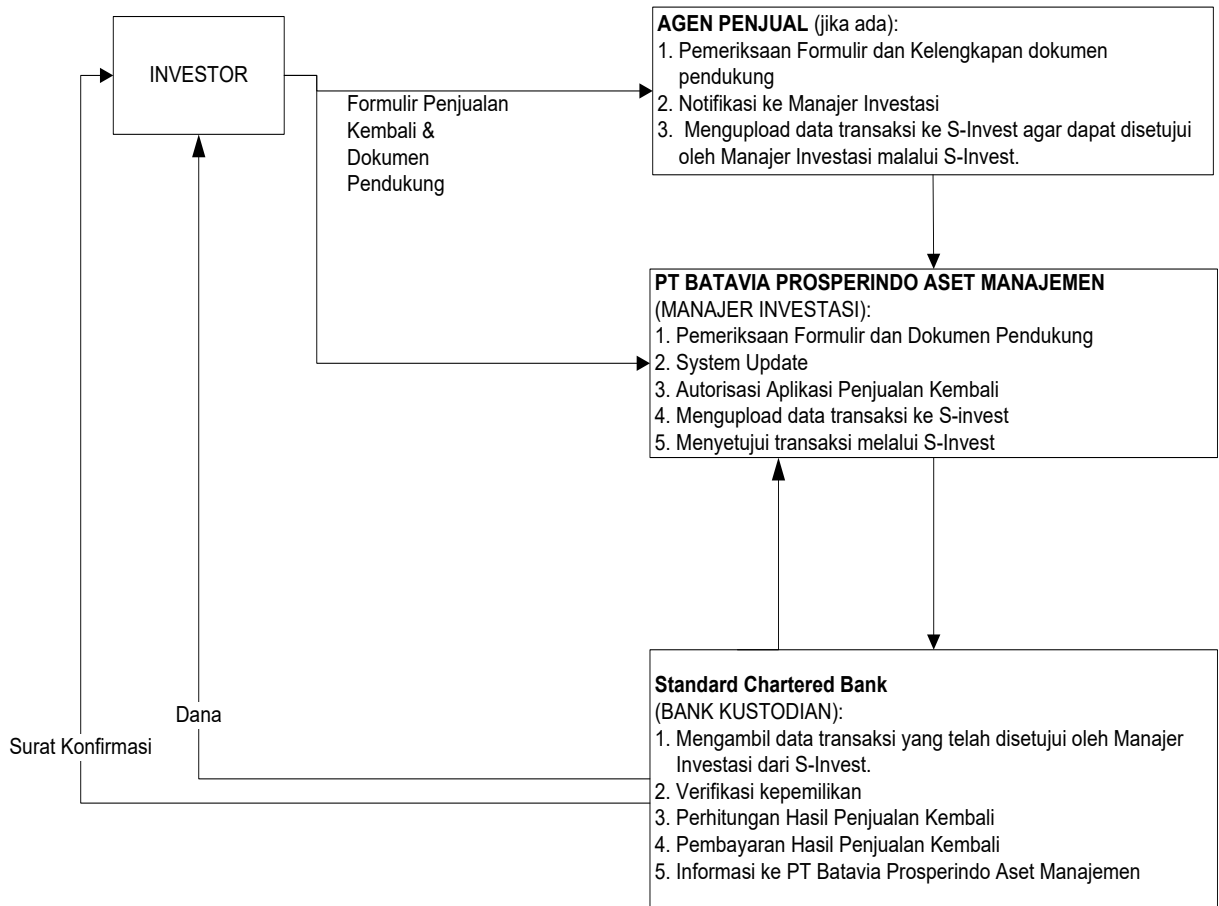 INVESTOR
Formulir Penjualan
Kembali &
Dokumen
Pendukung
AGEN PENJUAL (jika ada):
1. Pemeriksaan Formulir dan Kelengkapan dokumen
pendukung
2. Notifikasi ke Manajer Investasi
3. Mengupload data transaksi ke S-Invest agar dapat disetujui
oleh Manajer Investasi malalui S-Invest.
PT BATAVIA PROSPERINDO ASET MANAJEMEN
(MANAJER INVESTASI):
1. Pemeriksaan Formulir dan Dokumen Pendukung
2. System Update
3. Autorisasi Aplikasi Penjualan Kembali
4. Mengupload data transaksi ke S-invest
5. Menyetujui transaksi melalui S-Invest
Standard Chartered Bank
(BANK KUSTODIAN):
1. Mengambil data transaksi yang telah disetujui oleh Manajer
Investasi dari S-Invest.
2. Verifikasi kepemilikan
3. Perhitungan Hasil Penjualan Kembali
4. Pembayaran Hasil Penjualan Kembali
5. Informasi ke PT Batavia Prosperindo Aset Manajemen
Dana
Surat Konfirmasi